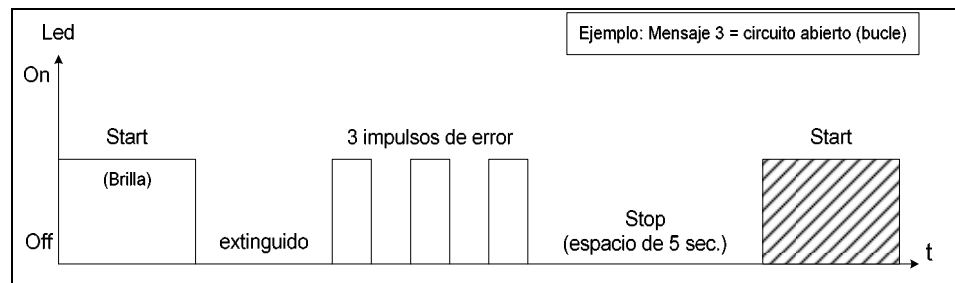 Led
Ejemplo: Mensaje 3 = circuito abierto (bucle)
On
Start
3 impulsos de error
Start
(Brilla)
Off
extinguido
Stop
(espacio de 5 sec.)
t